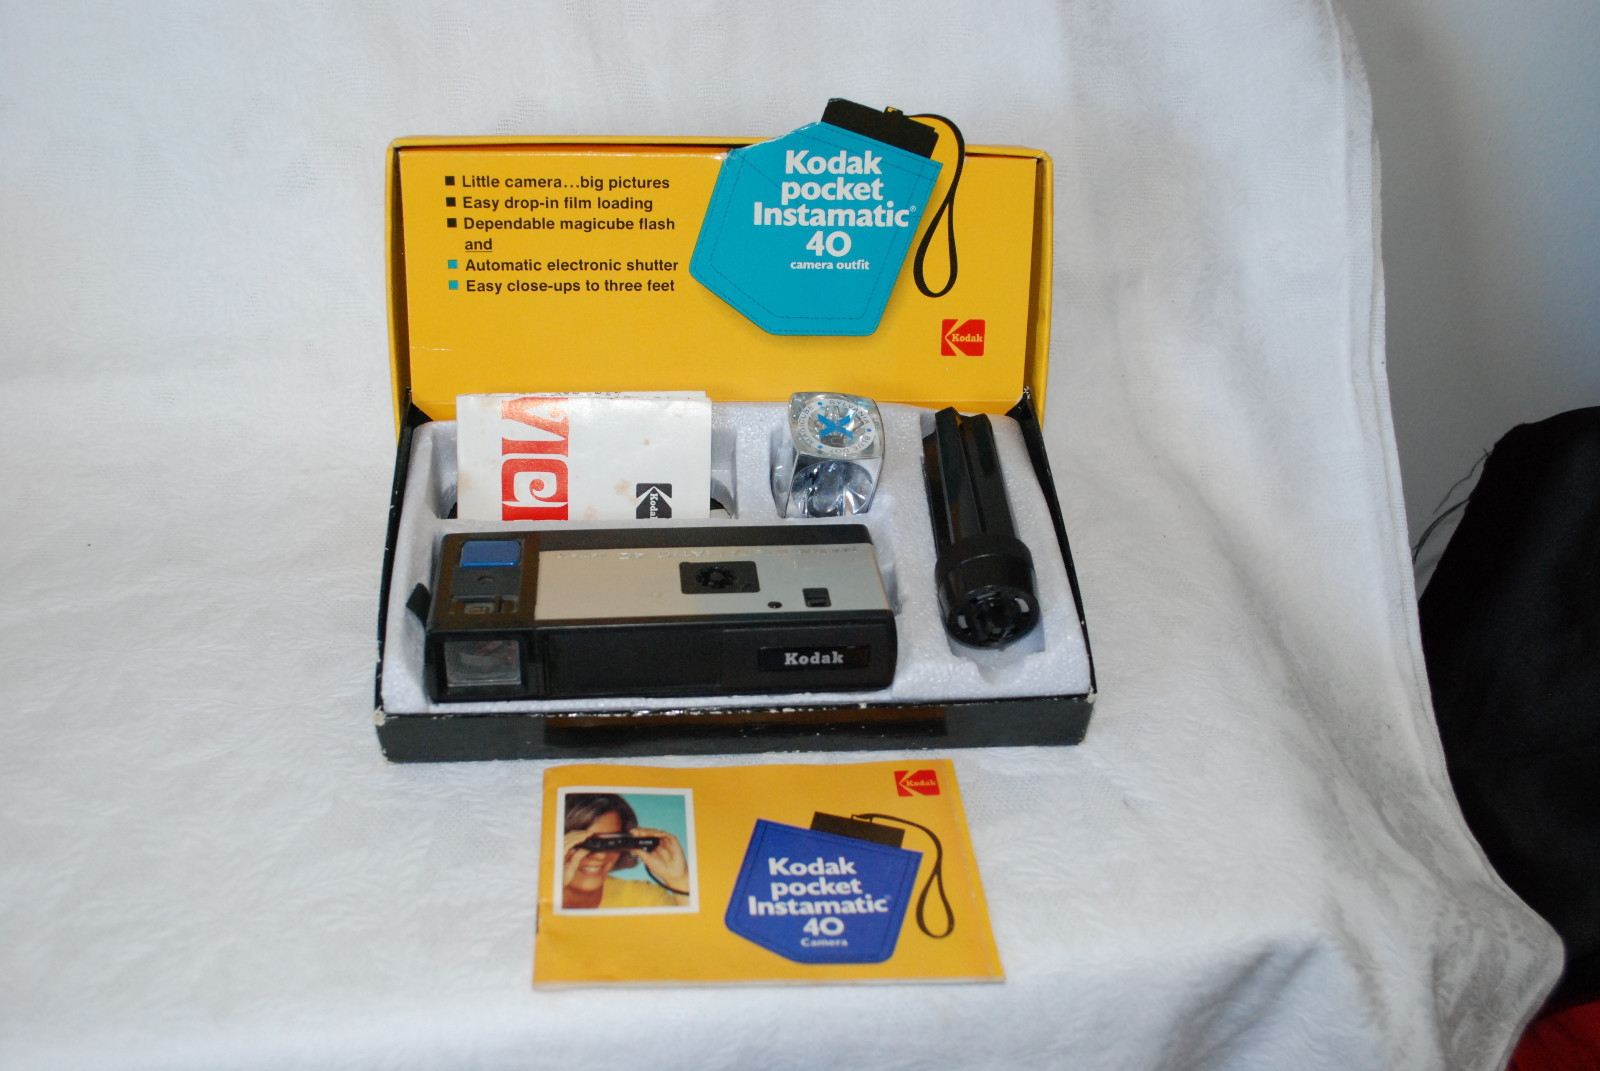 Little camera...big pictures
Easy drop-in film loading
Dependable magicube flash
and
Automatic electronic shutter
Easy close-ups to three feet
Kodak
pocket
Instamatic®
40
camera outfit
Kodak
Kodak
SYLVANIA
Kodak
Kodak
Kodak
pocket
Instamatic
40
Camera